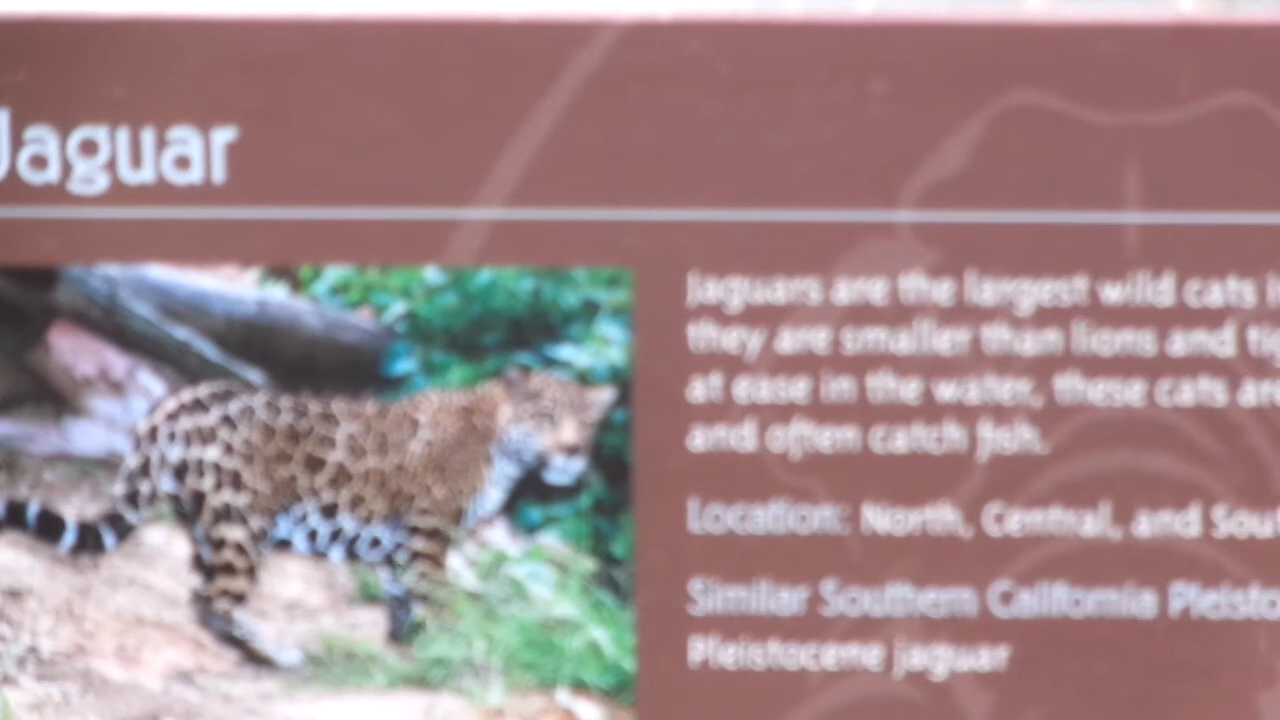 Jaguar
Jaguars are the largest wild cats
they are smaller than lions and
at ease in the water, these cats
and often catch fish.
Location: North, Central, and
Similar Southern California
Pleistocene jaguar